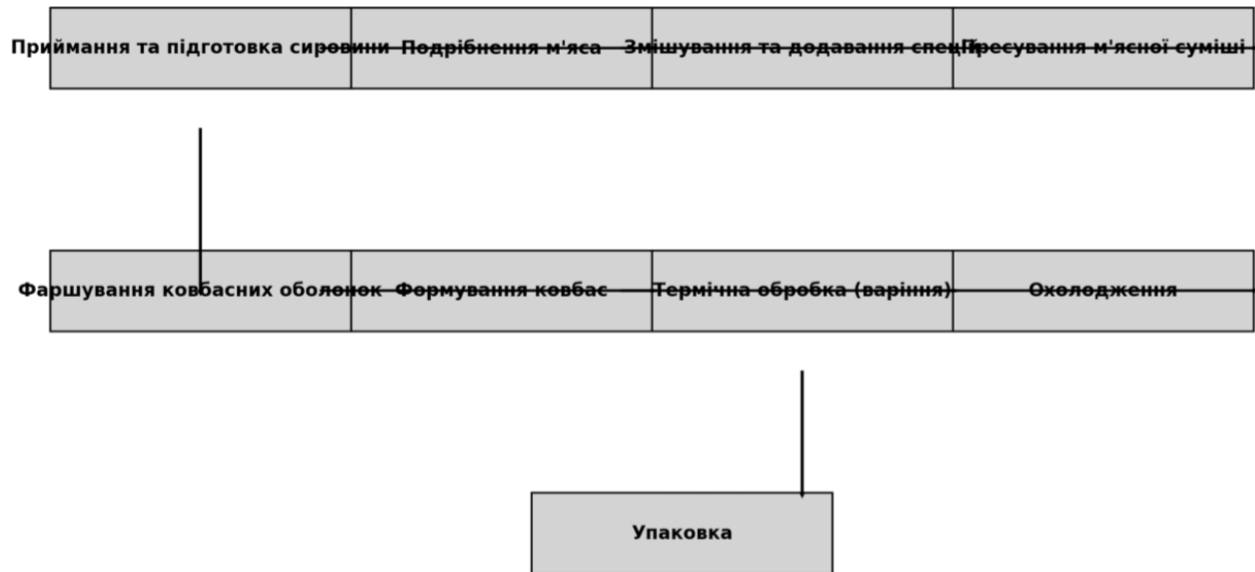 Приймання та підготовка сировини
Подрібнення м'яса
Змішування та додавання спецій
Пресування м'ясної суміші
Фаршування ковбасних оболонок
Формування ковбас
Термічна обробка (варіння)
Охолодження
Упаковка